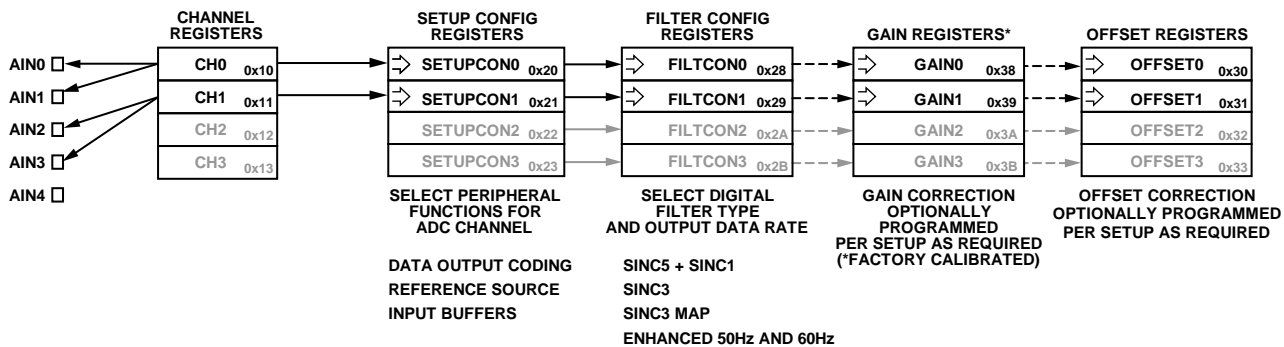 CHANNEL
REGISTERS
SETUP CONFIG
REGISTERS
FILTER CONFIG
REGISTERS
GAIN REGISTERS*
OFFSET REGISTERS
AIN0
AIN1
AIN2
AIN3
AIN4
CH0 0x10
CH1 0x11
CH2 0x12
CH3 0x13
SETUPCON0 0x20
SETUPCON1 0x21
SETUPCON2 0x22
SETUPCON3 0x23
FILTCON0 0x28
FILTCON1 0x29
FILTCON2 0x2A
FILTCON3 0x2B
GAIN0 0x38
GAIN1 0x39
GAIN2 0x3A
GAIN3 0x3B
OFFSET0 0x30
OFFSET1 0x31
OFFSET2 0x32
OFFSET3 0x33
SELECT PERIPHERAL
FUNCTIONS FOR
ADC CHANNEL
SELECT DIGITAL
FILTER TYPE
AND OUTPUT DATA RATE
GAIN CORRECTION
OPTIONALLY
PROGRAMMED
PER SETUP AS REQUIRED
(*FACTORY CALIBRATED)
OFFSET CORRECTION
OPTIONALLY PROGRAMMED
PER SETUP AS REQUIRED
DATA OUTPUT CODING
REFERENCE SOURCE
INPUT BUFFERS
SINC5 + SINC1
SINC3
SINC3 MAP
ENHANCED 50Hz AND 60Hz